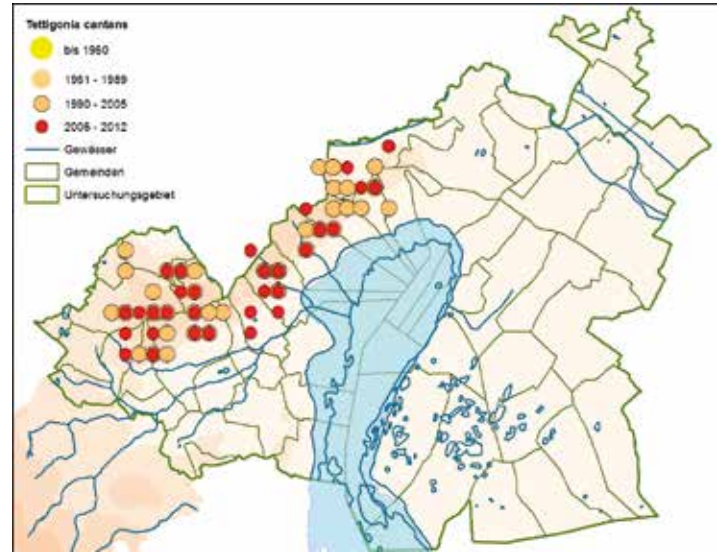 Tettigonia cantans
bis 1960
1961 - 1989
1990 - 2005
2006 - 2012
Gewässer
Gemeinden
Untersuchungsgebiet